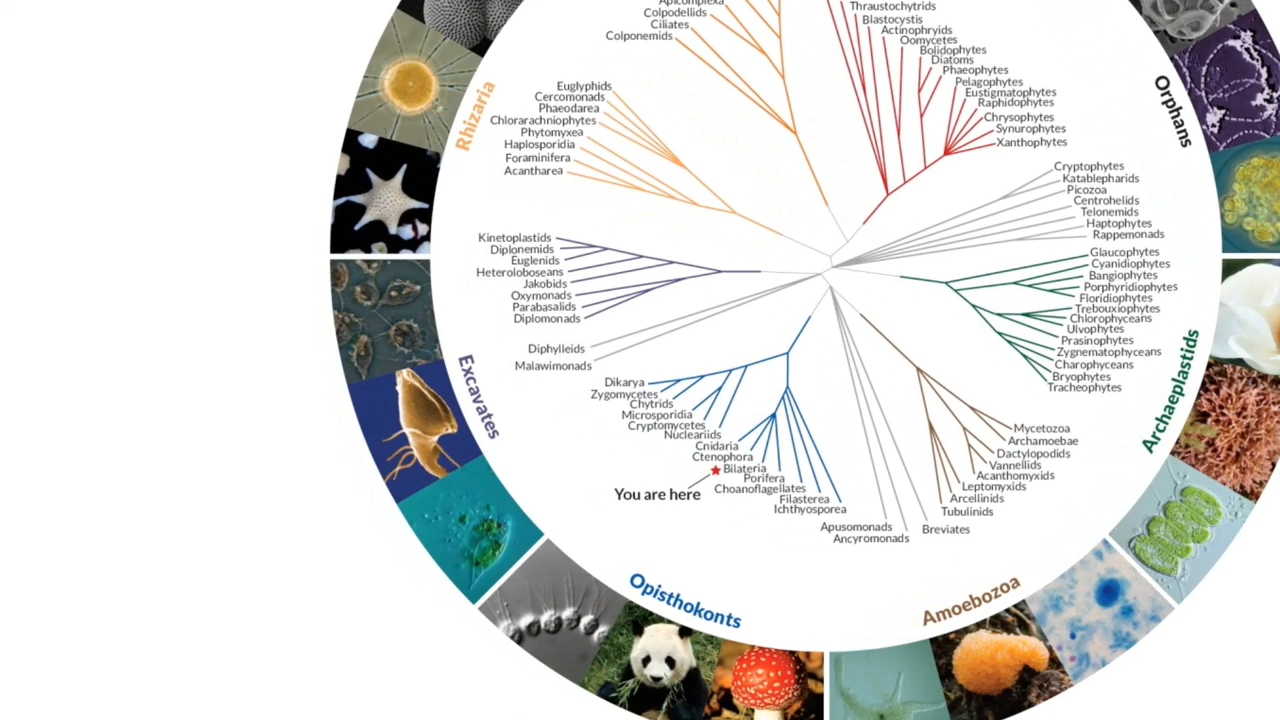 Apicomplexa
Colpodellids
Ciliates
Colponemids
Thraustochytrids
Blastocystis
Actinophryids
Oomycetes
Bolidophytes
Diatoms
Phaeophytes
Pelagophytes
Eustigmatophytes
Raphidophytes
Chrysophytes
Synurophytes
Xanthophytes
Rhizaria
Euglyphids
Cercomonads
Phaeodarea
Chlorarachniophytes
Phytomyxea
Haplosporidia
Foraminifera
Acantharea
Orphans
Cryptophytes
Katablepharids
Picozoa
Centrohelids
Telonemids
Haptophytes
Rappemonads
Kinetoplastids
Diplonemids
Euglenids
Heteroloboseans
Jakobids
Oxymonads
Parabasalids
Diplomonads
Diphylleids
Malawimonads
Excavates
Glaucophytes
Cyanidiophytes
Bangiophytes
Porphyridiophytes
Floridiophytes
Trebouxiophytes
Chlorophyceans
Ulvophytes
Prasinophytes
Zygnematophyceans
Charophyceans
Bryophytes
Tracheophytes
Archaeplastids
Dikarya
Zygomycetes
Chytrids
Microsporidia
Cryptomycetes
Nucleariids
Cnidaria
Ctenophora
Bilateria
Porifera
Choanoflagellates
Filasterea
Ichthyosporea
You are here
Opisthokonts
Apusomonads
Ancyromonads
Breviates
Mycetozoa
Archamoebae
Dactylopodids
Vannellids
Acanthomyxids
Leptomyxids
Arcellinids
Tubulinids
Amoebozoa